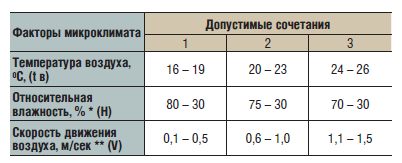 Факторы микроклимата
Допустимые сочетания
1 2 3
Температура воздуха,
ºС, (t в)
16 – 19 20 – 23 24 – 26
Относительная
влажность, % * (H)
80 – 30 75 – 30 70 – 30
Скорость движения
воздуха, м/сек ** (V)
0,1 – 0,5 0,6 – 1,0 1,1 – 1,5